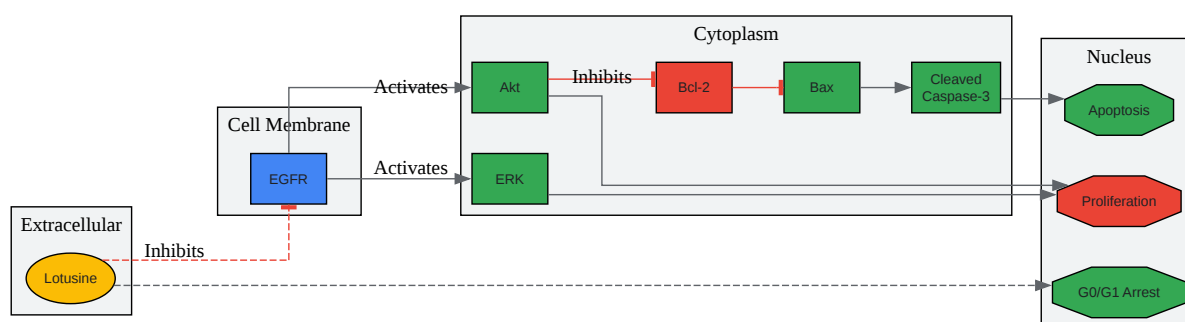 Cytoplasm
Nucleus
Activates
Akt
Inhibits
Bcl-2
Bax
Cleaved
Caspase-3
Apoptosis
Cell Membrane
EGFR
Activates
ERK
Proliferation
Extracellular
Inhibits
Lotusine
G0/G1 Arrest